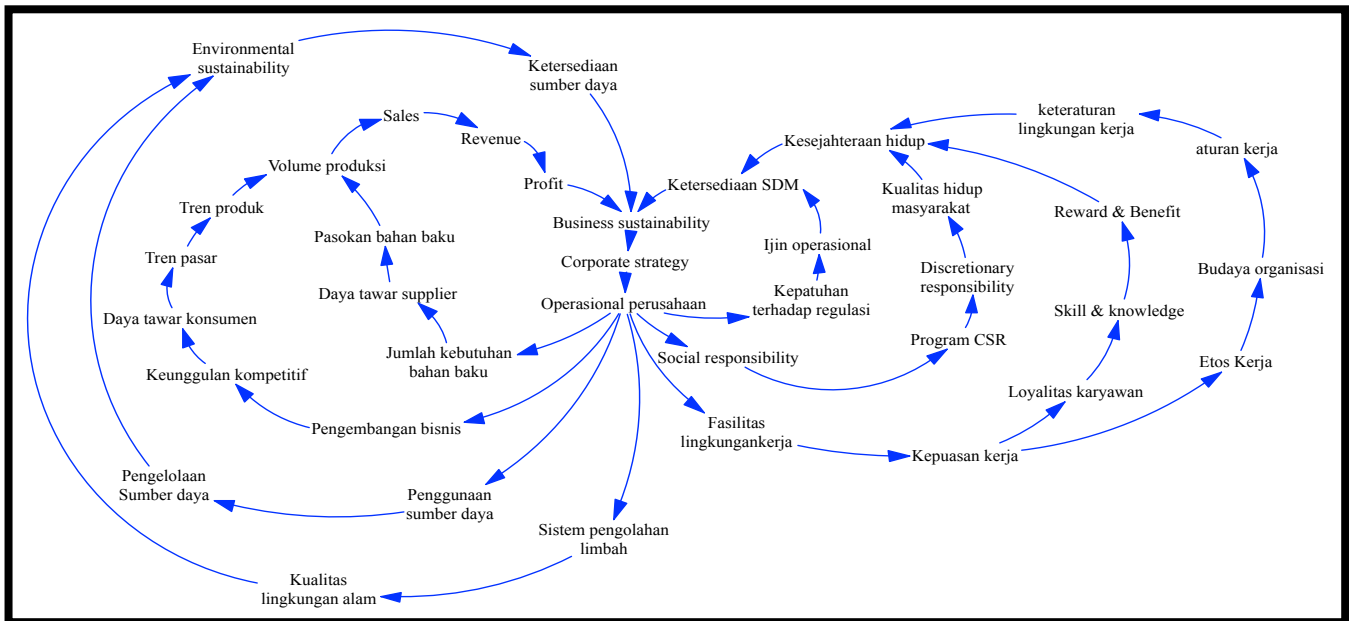 Environmental
sustainability
Ketersediaan
sumber daya
Sales
Revenue
Profit
Volume produksi
Tren produk
Tren pasar
Daya tawar konsumen
Keunggulan kompetitif
Pengembangan bisnis
Pasokan bahan baku
Daya tawar supplier
Jumlah kebutuhan
bahan baku
Business sustainability
Corporate strategy
Operasional perusahaan
Pengelolaan
Sumber daya
Penggunaan
sumber daya
Sistem pengolahan
limbah
Kualitas
lingkungan alam
Kesejahteraan hidup
Ketersediaan SDM
Ijin operasional
Kepatuhan
terhadap regulasi
Kualitas hidup
masyarakat
Discretionary
responsibility
Program CSR
Social responsibility
Fasilitas
lingkungankerja
Kepuasan kerja
keteraturan
lingkungan kerja
aturan kerja
Reward & Benefit
Skill & knowledge
Loyalitas karyawan
Budaya organisasi
Etos Kerja